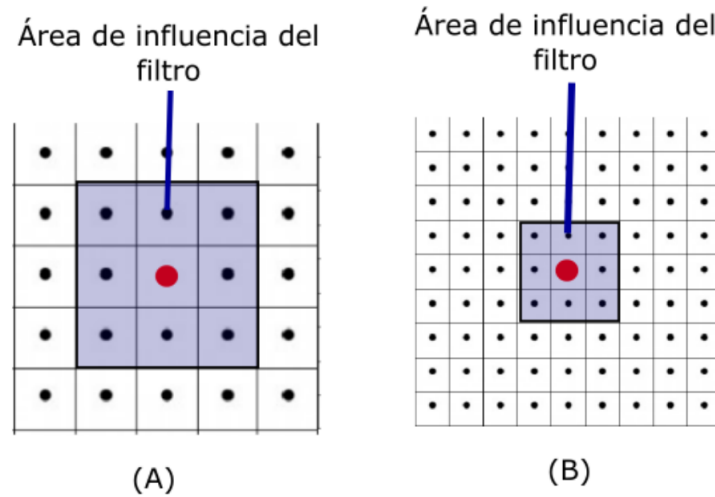 Área de influencia del
filtro
Área de influencia del
filtro
(A)
(B)